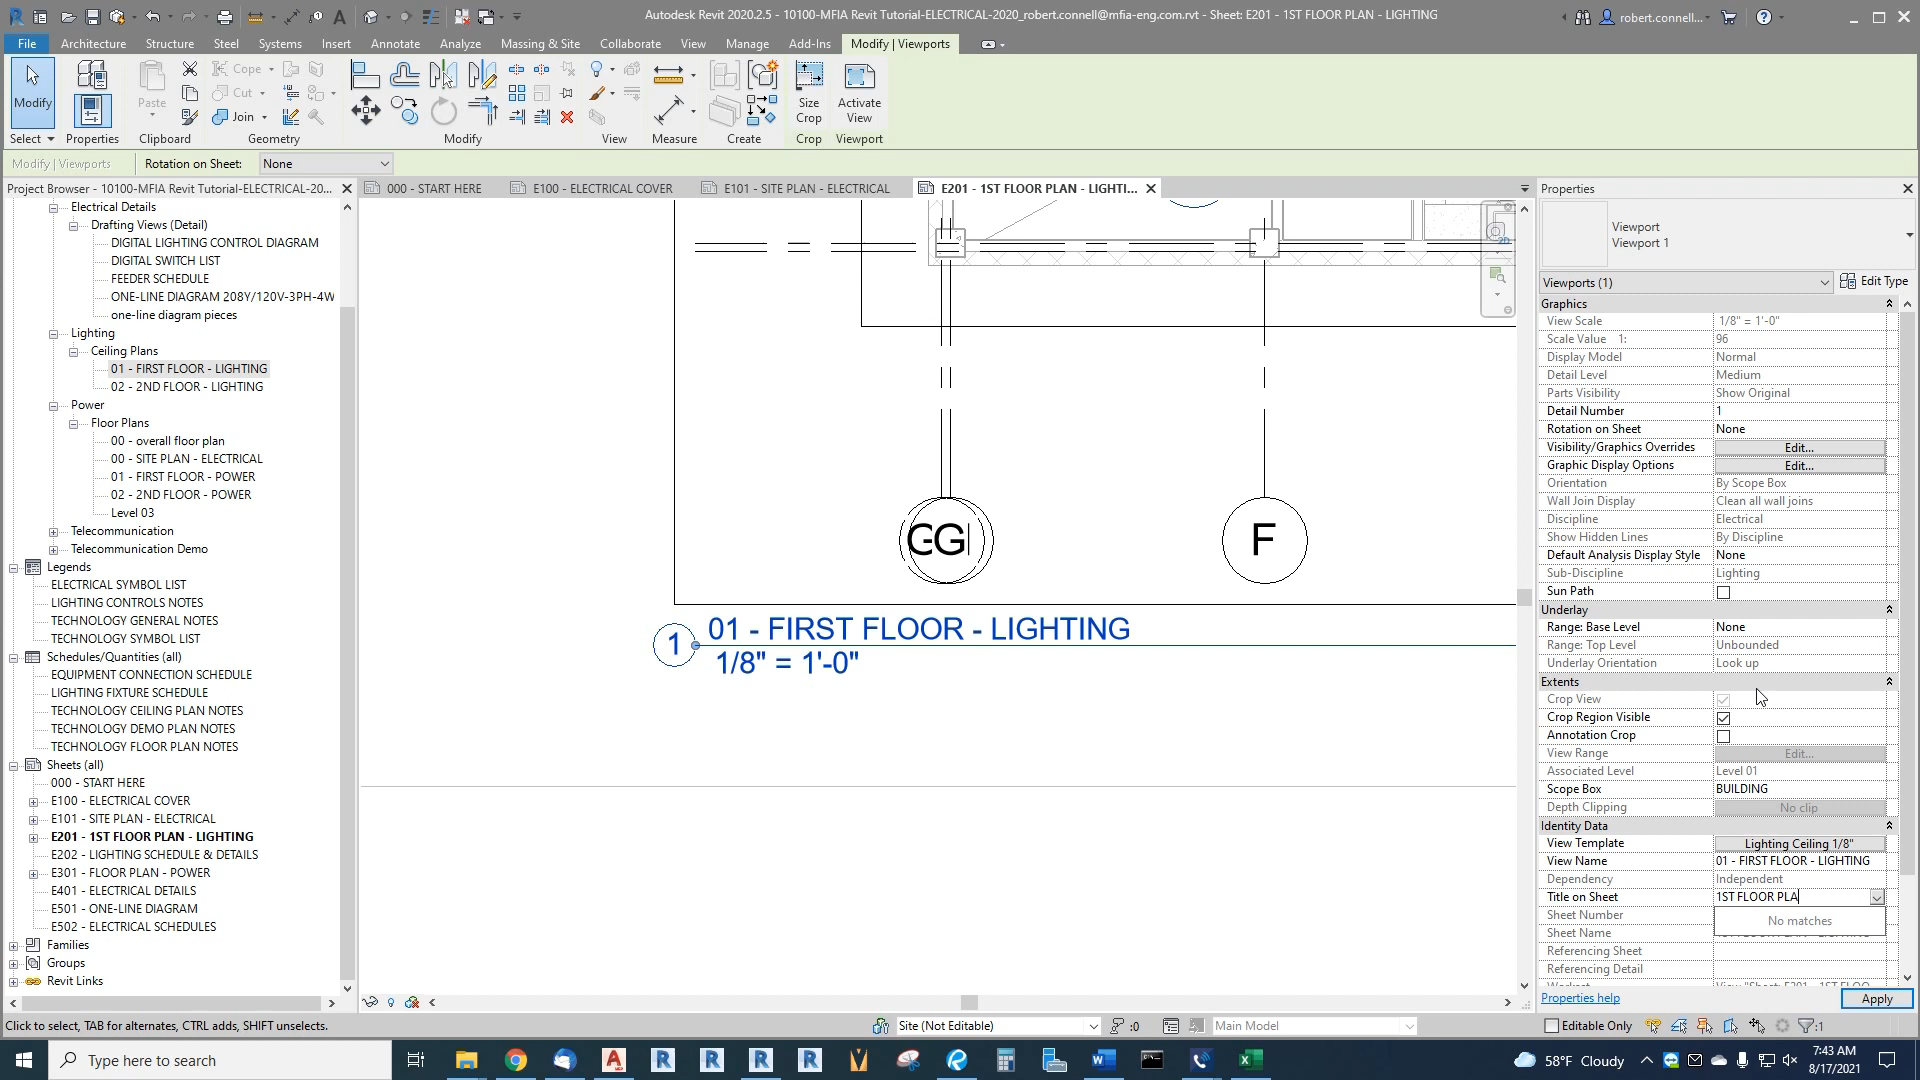 Autodesk Revit 2020.2.5 - 10100-MFIA Revit Tutorial-ELECTRICAL-2020_robert.connell@mfia-eng.com.rvt - Sheet: E201 - 1ST FLOOR PLAN - LIGHTING
robert.connell...
File Architecture Structure Steel Systems Insert Annotate Analyze Massing & Site Collaborate View Manage Add-Ins Modify | Viewports
Modify
Paste
Cope
Cut
Join
Size Crop
Activate View
Select Properties Clipboard Geometry Modify View Measure Create Crop Viewport
Modify | Viewports
Rotation on Sheet: None
Project Browser - 10100-MFIA Revit Tutorial-ELECTRICAL-20...
Electrical Details
Drafting Views (Detail)
DIGITAL LIGHTING CONTROL DIAGRAM
DIGITAL SWITCH LIST
FEEDER SCHEDULE
ONE-LINE DIAGRAM 208Y/120V-3PH-4W
one-line diagram pieces
Lighting
Ceiling Plans
01 - FIRST FLOOR - LIGHTING
02 - 2ND FLOOR - LIGHTING
Power
Floor Plans
00 - overall floor plan
00 - SITE PLAN - ELECTRICAL
01 - FIRST FLOOR - POWER
02 - 2ND FLOOR - POWER
Level 03
Telecommunication
Telecommunication Demo
Legends
ELECTRICAL SYMBOL LIST
LIGHTING CONTROLS NOTES
TECHNOLOGY GENERAL NOTES
TECHNOLOGY SYMBOL LIST
Schedules/Quantities (all)
EQUIPMENT CONNECTION SCHEDULE
LIGHTING FIXTURE SCHEDULE
TECHNOLOGY CEILING PLAN NOTES
TECHNOLOGY DEMO PLAN NOTES
TECHNOLOGY FLOOR PLAN NOTES
Sheets (all)
000 - START HERE
E100 - ELECTRICAL COVER
E101 - SITE PLAN - ELECTRICAL
E201 - 1ST FLOOR PLAN - LIGHTING
E202 - LIGHTING SCHEDULE & DETAILS
E301 - FLOOR PLAN - POWER
E401 - ELECTRICAL DETAILS
E501 - ONE-LINE DIAGRAM
E502 - ELECTRICAL SCHEDULES
Families
Groups
Revit Links
000 - START HERE
E100 - ELECTRICAL COVER
E101 - SITE PLAN - ELECTRICAL
E201 - 1ST FLOOR PLAN - LIGHTI...
2D
F
1
01 - FIRST FLOOR - LIGHTING
1/8" = 1'-0"
Properties
Viewport
Viewport 1
Viewports (1)
Edit Type
Graphics
View Scale 1/8" = 1'-0"
Scale Value 1: 96
Display Model Normal
Detail Level Medium
Parts Visibility Show Original
Detail Number 1
Rotation on Sheet None
Visibility/Graphics Overrides Edit...
Graphic Display Options Edit...
Orientation By Scope Box
Wall Join Display Clean all wall joins
Discipline Electrical
Show Hidden Lines By Discipline
Default Analysis Display Style None
Sub-Discipline Lighting
Sun Path
Underlay
Range: Base Level None
Range: Top Level Unbounded
Underlay Orientation Look up
Extents
Crop View
Crop Region Visible
Annotation Crop
View Range Edit...
Associated Level Level 01
Scope Box BUILDING
Depth Clipping No clip
Identity Data
View Template Lighting Ceiling 1/8"
View Name 01 - FIRST FLOOR - LIGHTING
Dependency Independent
Title on Sheet 1ST FLOOR PLA
No matches
Sheet Number
Sheet Name
Referencing Sheet
Referencing Detail
Properties help
Apply
Click to select, TAB for alternates, CTRL adds, SHIFT unselects.
Site (Not Editable)
:0
Main Model
Editable Only
:1
Type here to search
58°F Cloudy
7:43 AM
8/17/2021